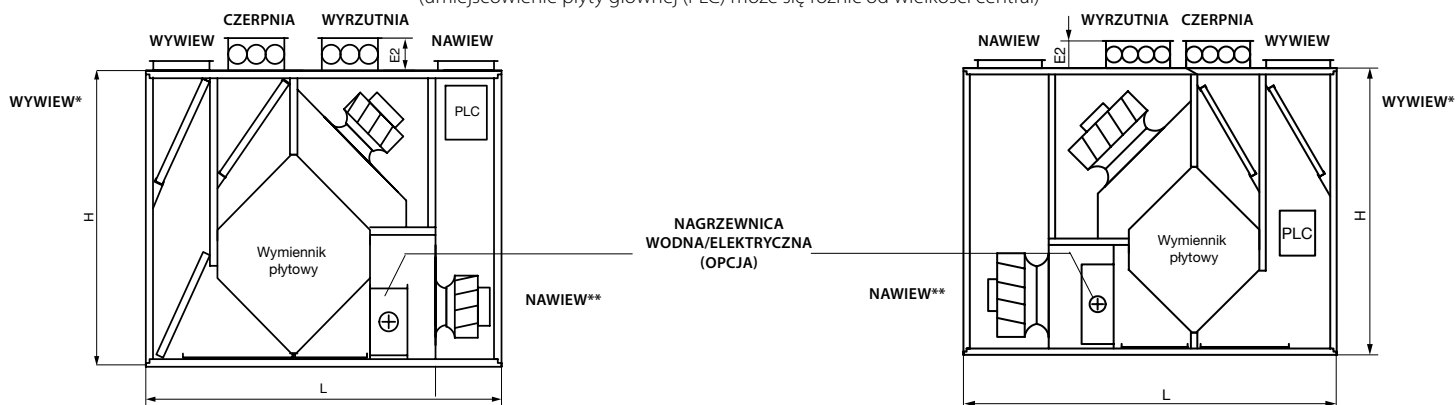 (umiejscowienie płyty głównej (PLC) może się różnić od wielkości central)
CZERPNIA
WYRZUTNIA
WYWIEW
NAWIEW
E2
WYWIEW*
PLC
H
Wymiennik
płytowy
NAWIEW**
L
NAGRZEWNICA
WODNA/ELEKTRYCZNA
(OPCJA)
WYRZUTNIA
CZERPNIA
NAWIEW
WYWIEW
E2
WYWIEW*
H
PLC
Wymiennik
płytowy
NAWIEW**
L